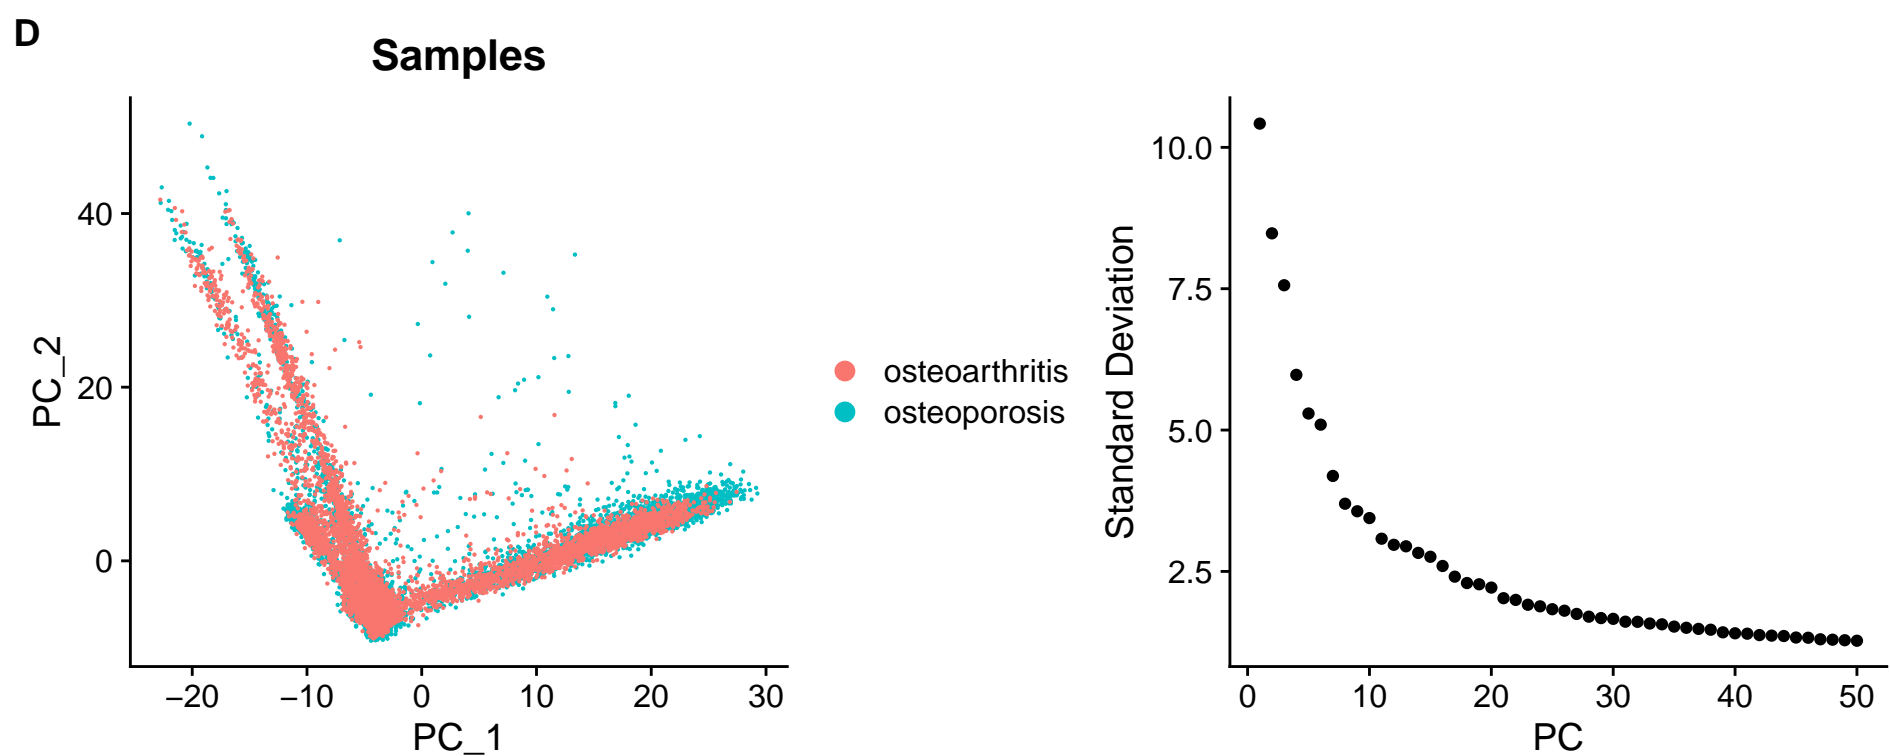 D
Samples
PC_2
40
20
0
−20 −10 0 10 20 30
PC_1
osteoarthritis
osteoporosis
Standard Deviation
10.0
7.5
5.0
2.5
0 10 20 30 40 50
PC